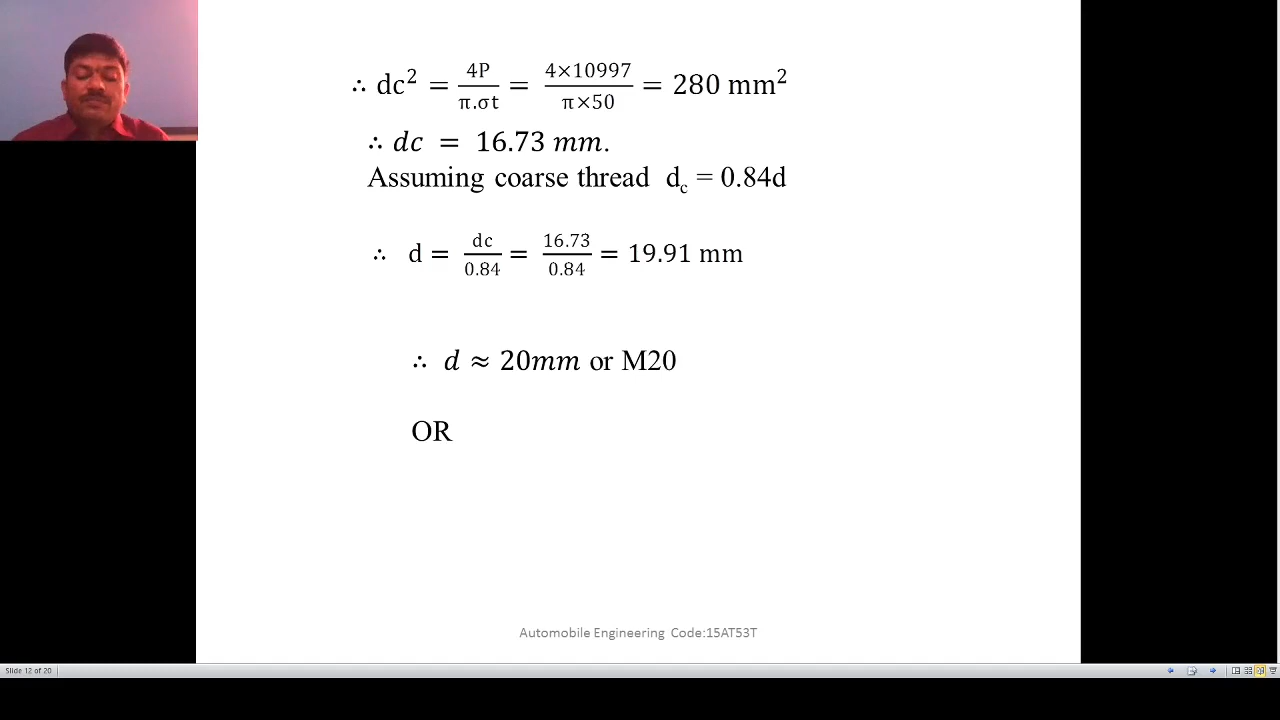 ∴ dc² = 4P/π.σt = 4×10997/π×50 = 280 mm²
∴ dc = 16.73 mm.
Assuming coarse thread d_c = 0.84d
∴ d = dc/0.84 = 16.73/0.84 = 19.91 mm
∴ d ≈ 20mm or M20
OR
Automobile Engineering Code:15AT53T
Slide 12 of 20